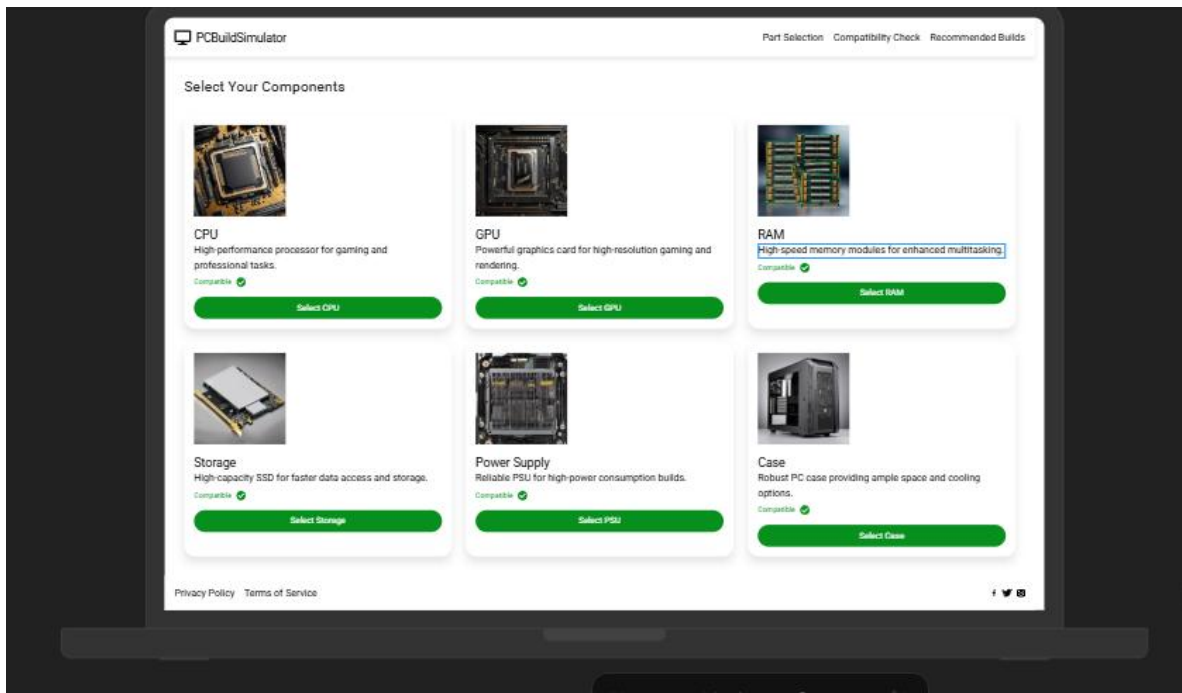 PCBuildSimulator
Part Selection Compatibility Check Recommended Builds
Select Your Components
CPU
High-performance processor for gaming and
professional tasks.
Compatible
Select CPU
GPU
Powerful graphics card for high-resolution gaming and
rendering.
Compatible
Select GPU
RAM
High-speed memory modules for enhanced multitasking.
Compatible
Select RAM
Storage
High-capacity SSD for faster data access and storage.
Compatible
Select Storage
Power Supply
Reliable PSU for high-power consumption builds.
Compatible
Select PSU
Case
Robust PC case providing ample space and cooling
options.
Compatible
Select Case
Privacy Policy Terms of Service